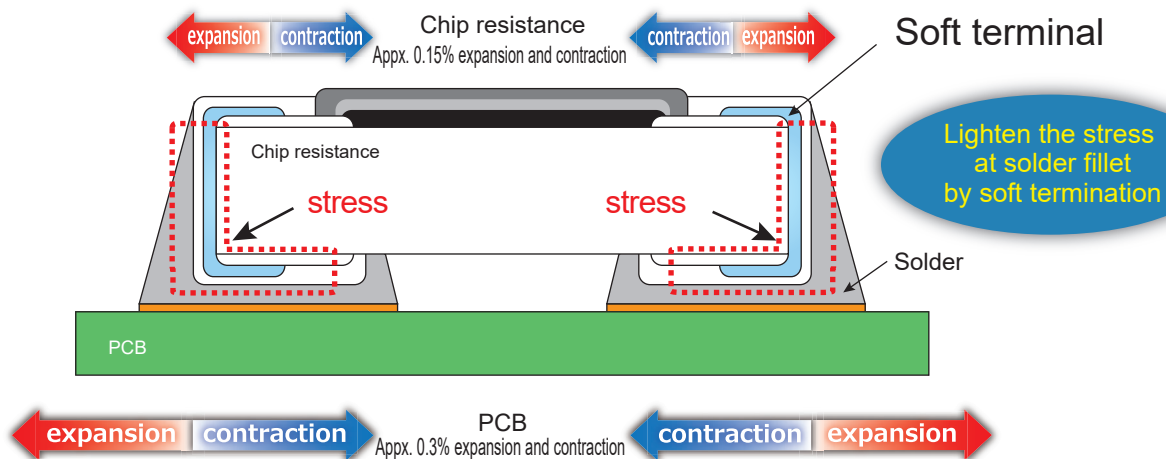 expansion contraction
Chip resistance
contraction expansion
Appx. 0.15% expansion and contraction
Soft terminal
Chip resistance
stress
stress
Lighten the stress
at solder fillet
by soft termination
Solder
PCB
expansion contraction
PCB
contraction expansion
Appx. 0.3% expansion and contraction